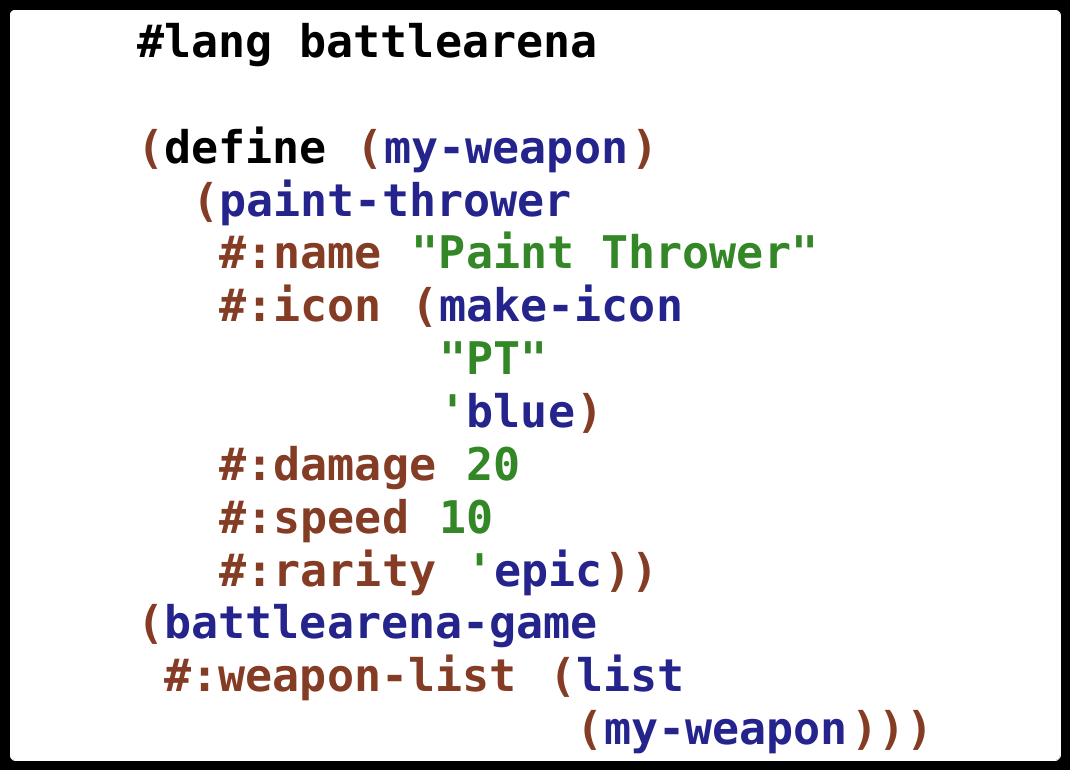 #lang battlearena
(define (my-weapon)
(paint-thrower
#:name "Paint Thrower"
#:icon (make-icon
"PT"
'blue)
#:damage 20
#:speed 10
#:rarity 'epic))
(battlearena-game
#:weapon-list (list
(my-weapon)))